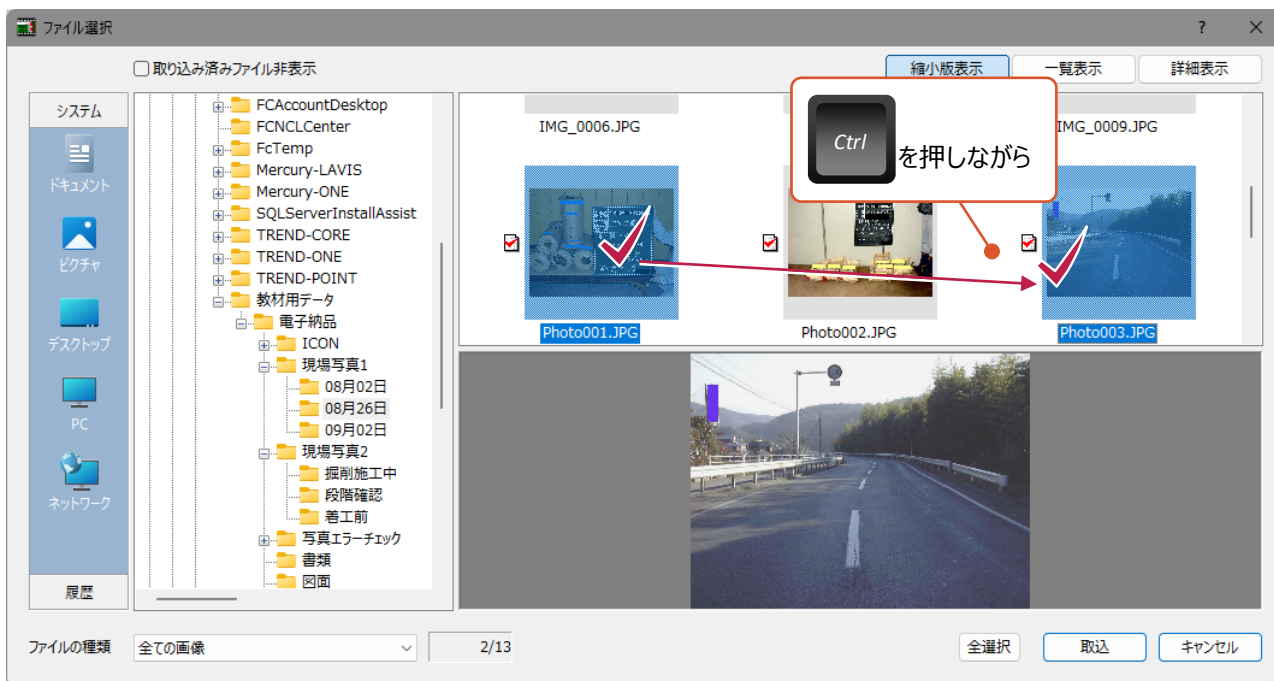 ファイル選択
?
取り込み済みファイル非表示
縮小版表示
一覧表示
詳細表示
システム
ドキュメント
ピクチャ
デスクトップ
PC
ネットワーク
履歴
FCAccountDesktop
FCNCLCenter
FcTemp
Mercury-LAVIS
Mercury-ONE
SQLServerInstallAssist
TREND-CORE
TREND-ONE
TREND-POINT
教材用データ
電子納品
ICON
現場写真1
08月02日
08月26日
09月02日
現場写真2
掘削施工中
段階確認
着工前
写真エラーチェック
書類
図面
IMG_0006.JPG
IMG_0009.JPG
Ctrl
を押しながら
Photo001.JPG
Photo002.JPG
Photo003.JPG
ファイルの種類
全ての画像
2/13
全選択
取込
キャンセル